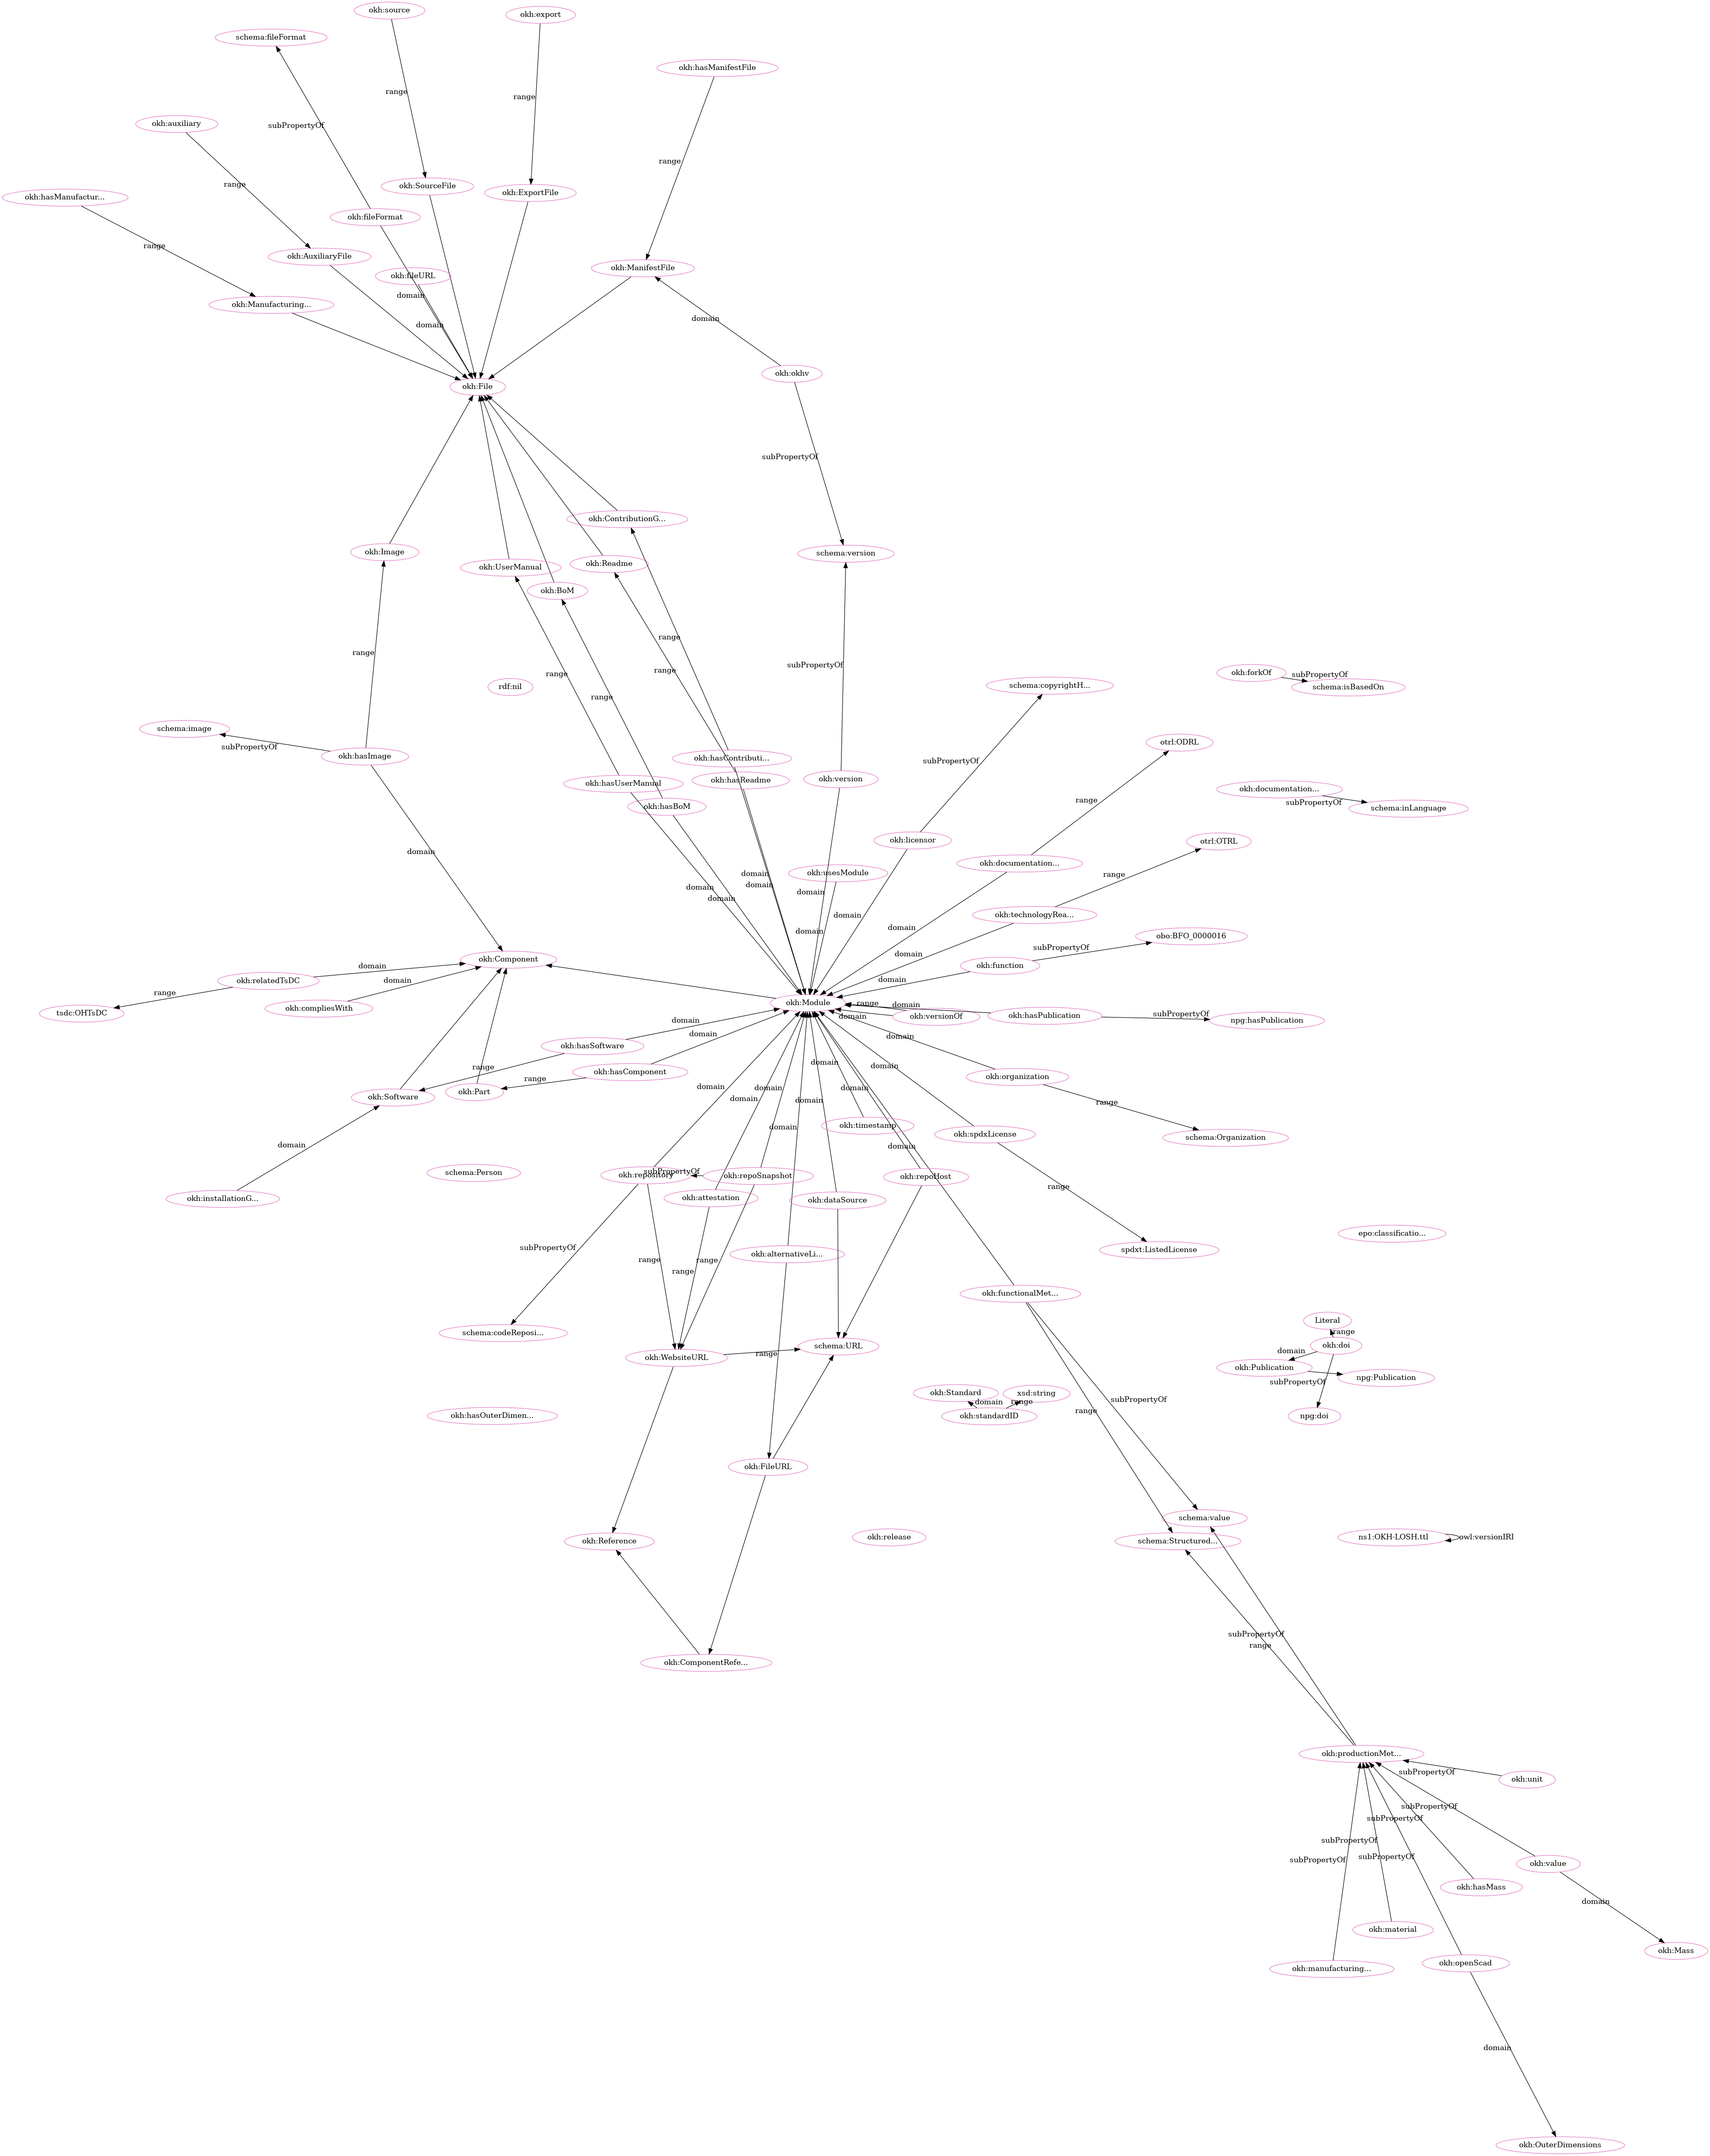 okh:source
okh:export
schema:fileFormat
okh:hasManifestFile
range
range
okh:auxiliary
subPropertyOf
range
range
okh:SourceFile
okh:ExportFile
okh:hasManufactur...
okh:fileFormat
range
okh:AuxiliaryFile
okh:ManifestFile
okh:fileURL
domain
okh:Manufacturing...
domain
domain
okh:okhv
okh:File
subPropertyOf
okh:ContributionG...
okh:Image
schema:version
okh:UserManual
okh:Readme
okh:BoM
range
range
range
range
range
subPropertyOf
okh:forkOf
subPropertyOf
schema:isBasedOn
rdf:nil
schema:copyrightH...
schema:image
subPropertyOf
okh:hasImage
okh:hasContributi...
otrl:ODRL
subPropertyOf
okh:hasUserManual
okh:hasReadme
okh:version
okh:documentation...
subPropertyOf
schema:inLanguage
okh:hasBoM
range
okh:licensor
otrl:OTRL
domain
okh:documentation...
domain
okh:usesModule
range
domain
domain
domain
domain
okh:technologyRea...
domain
domain
domain
obo:BFO_0000016
subPropertyOf
okh:Component
domain
okh:function
domain
okh:relatedTsDC
domain
domain
range
okh:compliesWith
tsdc:OHTsDC
okh:Module
range
domain
okh:hasPublication
subPropertyOf
npg:hasPublication
domain
okh:versionOf
domain
domain
domain
okh:hasSoftware
range
okh:hasComponent
range
okh:Software
okh:Part
domain
domain
okh:organization
domain
domain
domain
domain
domain
range
okh:timestamp
domain
okh:spdxLicense
schema:Organization
domain
domain
schema:Person
okh:repository
subPropertyOf
okh:repoSnapshot
okh:repoHost
range
okh:installationG...
okh:attestation
okh:dataSource
epo:classificatio...
subPropertyOf
okh:alternativeLi...
spdxt:ListedLicense
range
range
range
okh:functionalMet...
schema:codeReposi...
Literal
range
okh:WebsiteURL
range
schema:URL
okh:doi
domain
okh:Publication
npg:Publication
subPropertyOf
okh:Standard
xsd:string
domain
range
okh:standardID
subPropertyOf
range
npg:doi
okh:hasOuterDimen...
okh:FileURL
schema:value
okh:Reference
okh:release
schema:Structured...
ns1:OKH-LOSH.ttl
owl:versionIRI
subPropertyOf
range
okh:ComponentRefe...
okh:productionMet...
subPropertyOf
okh:unit
subPropertyOf
subPropertyOf
subPropertyOf
subPropertyOf
subPropertyOf
okh:value
okh:hasMass
domain
okh:material
okh:Mass
okh:manufacturing...
okh:openScad
domain
okh:OuterDimensions